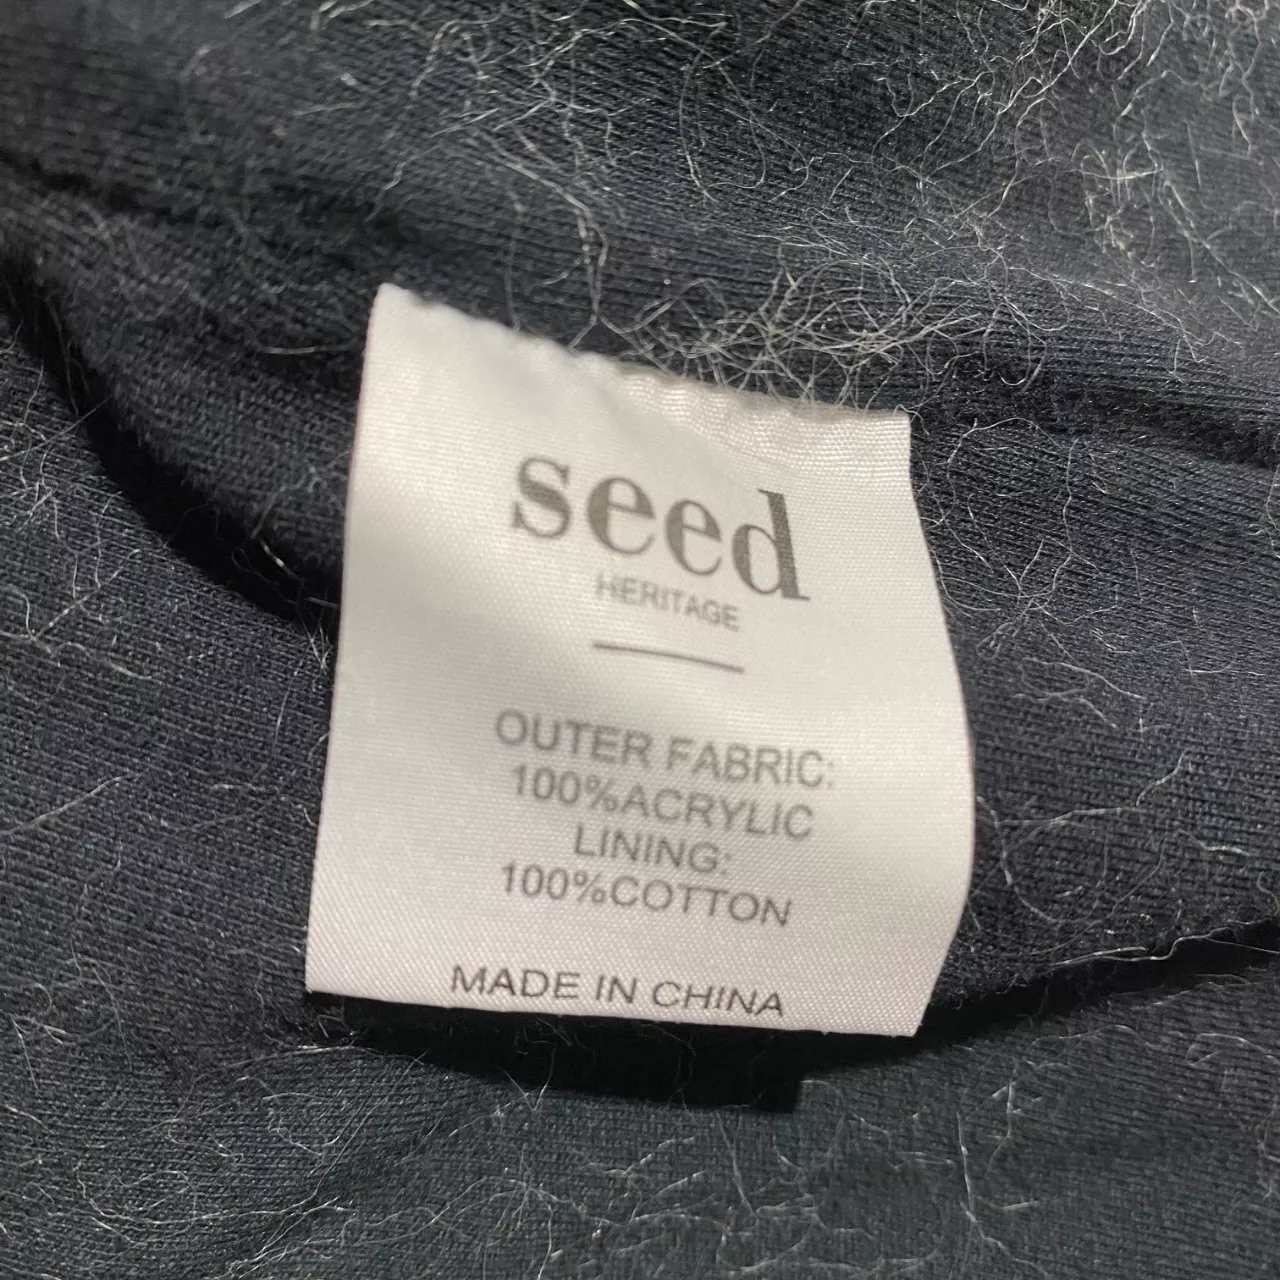 seed
HERITAGE
OUTER FABRIC:
100%ACRYLIC
LINING:
100%COTTON
MADE IN CHINA